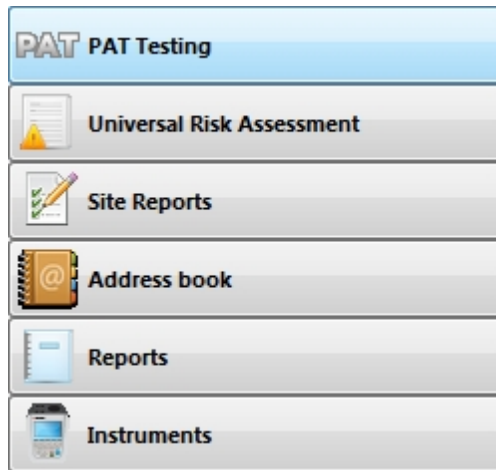 PAT PAT Testing
Universal Risk Assessment
Site Reports
@ Address book
Reports
Instruments